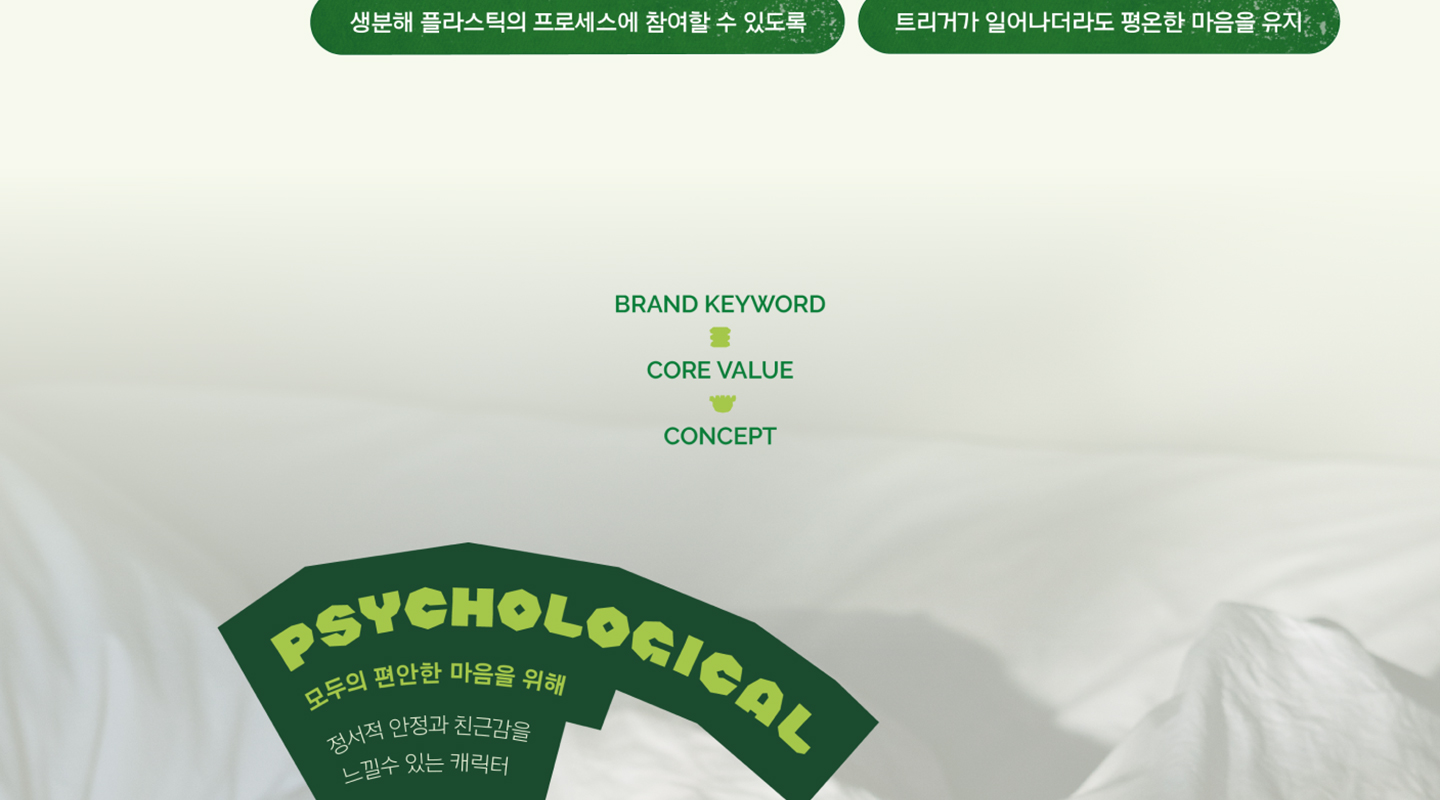 생분해 플라스틱의 프로세스에 참여할 수 있도록
트리거가 일어나더라도 평온한 마음을 유지
BRAND KEYWORD
CORE VALUE
CONCEPT
PSYCHOLOGICAL
모두의 편안한 마음을 위해
정서적 안정과 친근감을
느낄수 있는 캐릭터